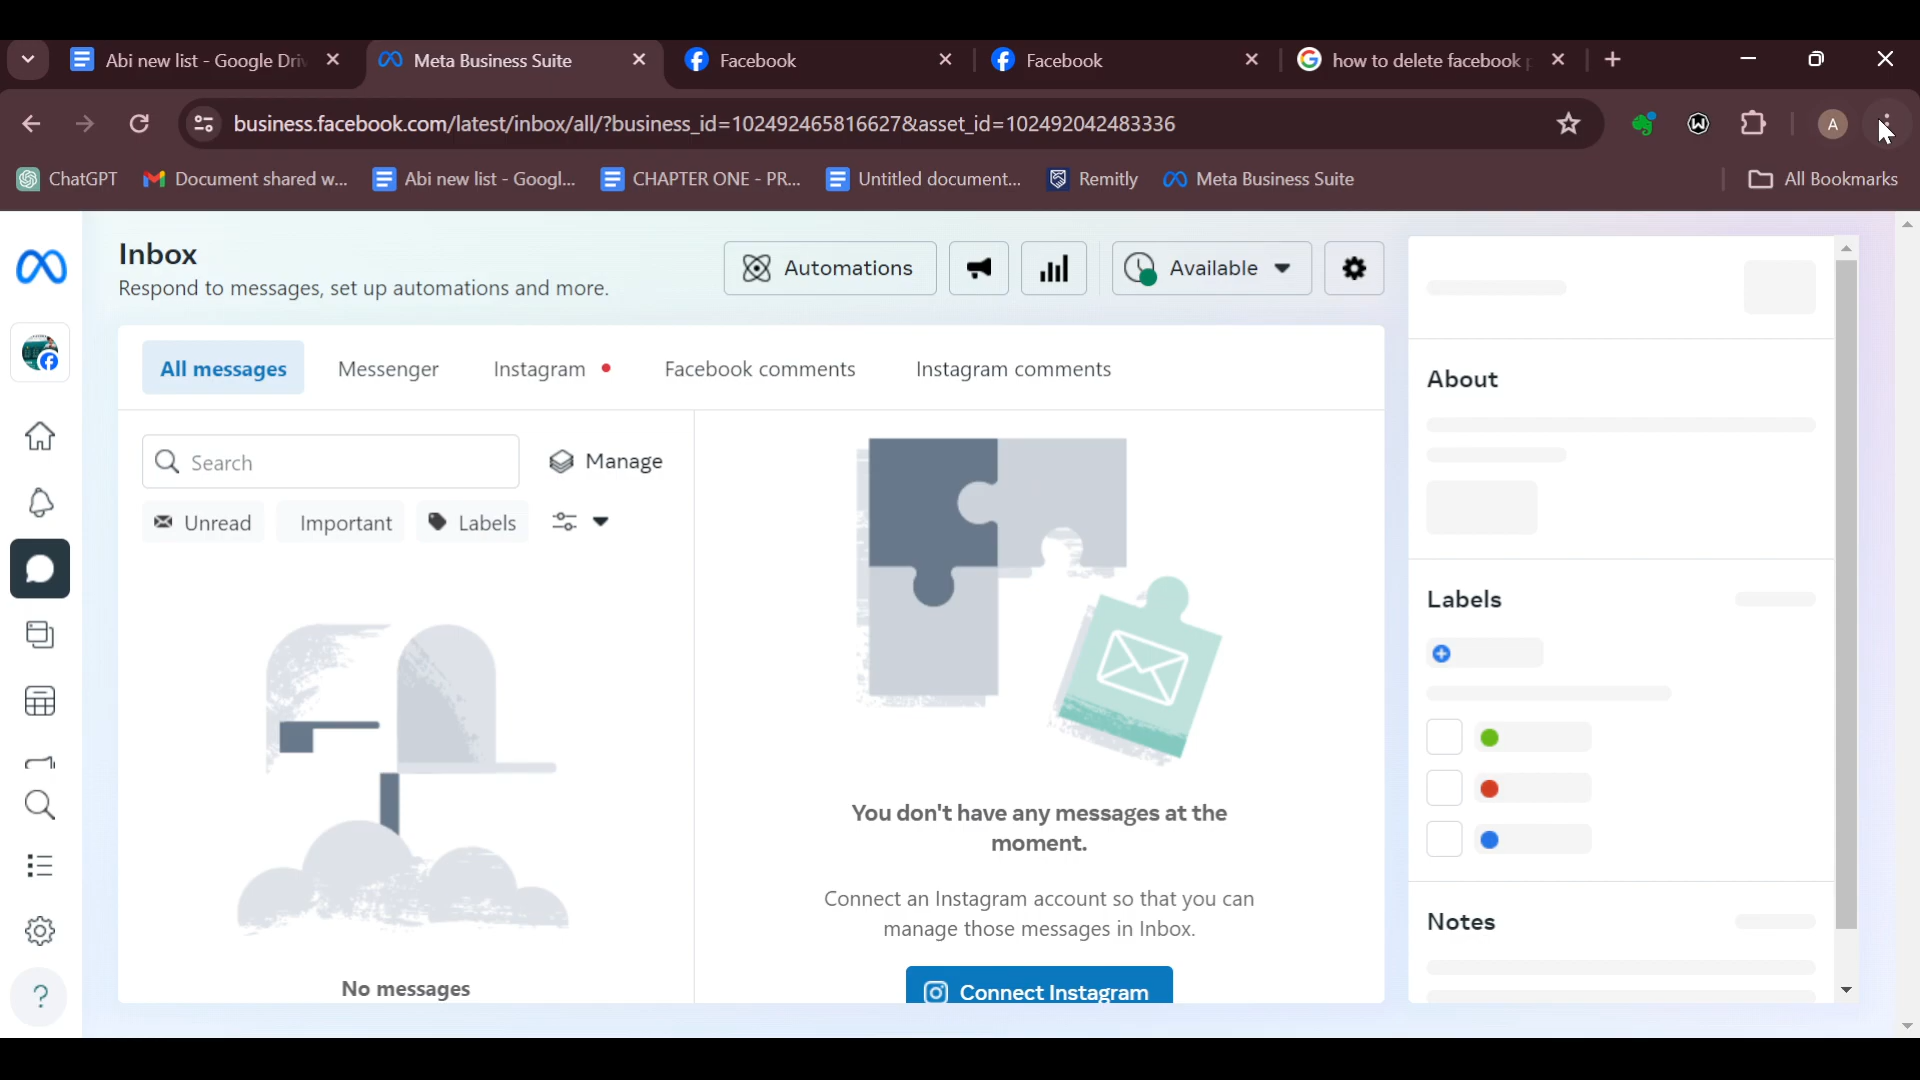 Abi new list - Google Driv
Meta Business Suite
Facebook
Facebook
how to delete facebook p
business.facebook.com/latest/inbox/all/?business_id=102492465816627&asset_id=102492042483336
A
ChatGPT
Document shared w...
Abi new list - Googl...
CHAPTER ONE - PR...
Untitled document...
Remitly
Meta Business Suite
All Bookmarks
Inbox
Respond to messages, set up automations and more.
Automations
Available
All messages
Messenger
Instagram
Facebook comments
Instagram comments
Search
Manage
Unread
Important
Labels
No messages
You don't have any messages at the
moment.
Connect an Instagram account so that you can
manage those messages in Inbox.
Connect Instagram
About
Labels
Notes